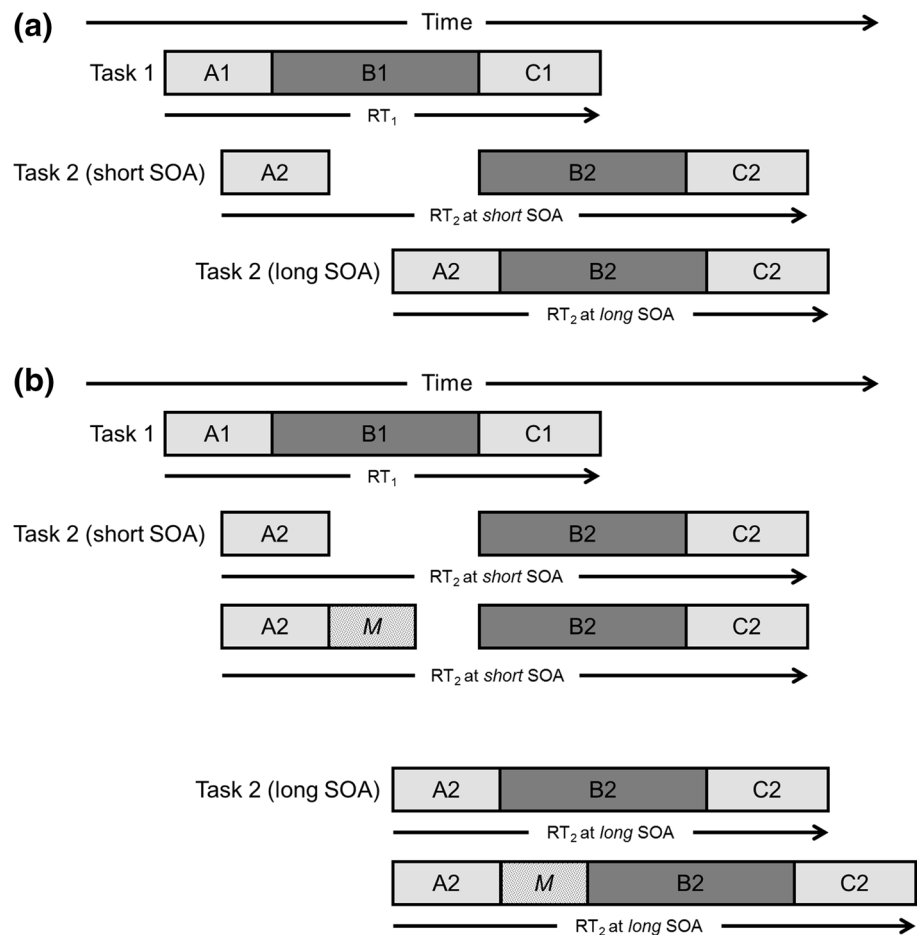 (a)
Time
Task 1 A1 B1 C1
RT₁
Task 2 (short SOA) A2 B2 C2
RT₂ at short SOA
Task 2 (long SOA) A2 B2 C2
RT₂ at long SOA
(b)
Time
Task 1 A1 B1 C1
RT₁
Task 2 (short SOA) A2 B2 C2
RT₂ at short SOA
A2 M B2 C2
RT₂ at short SOA
Task 2 (long SOA) A2 B2 C2
RT₂ at long SOA
A2 M B2 C2
RT₂ at long SOA